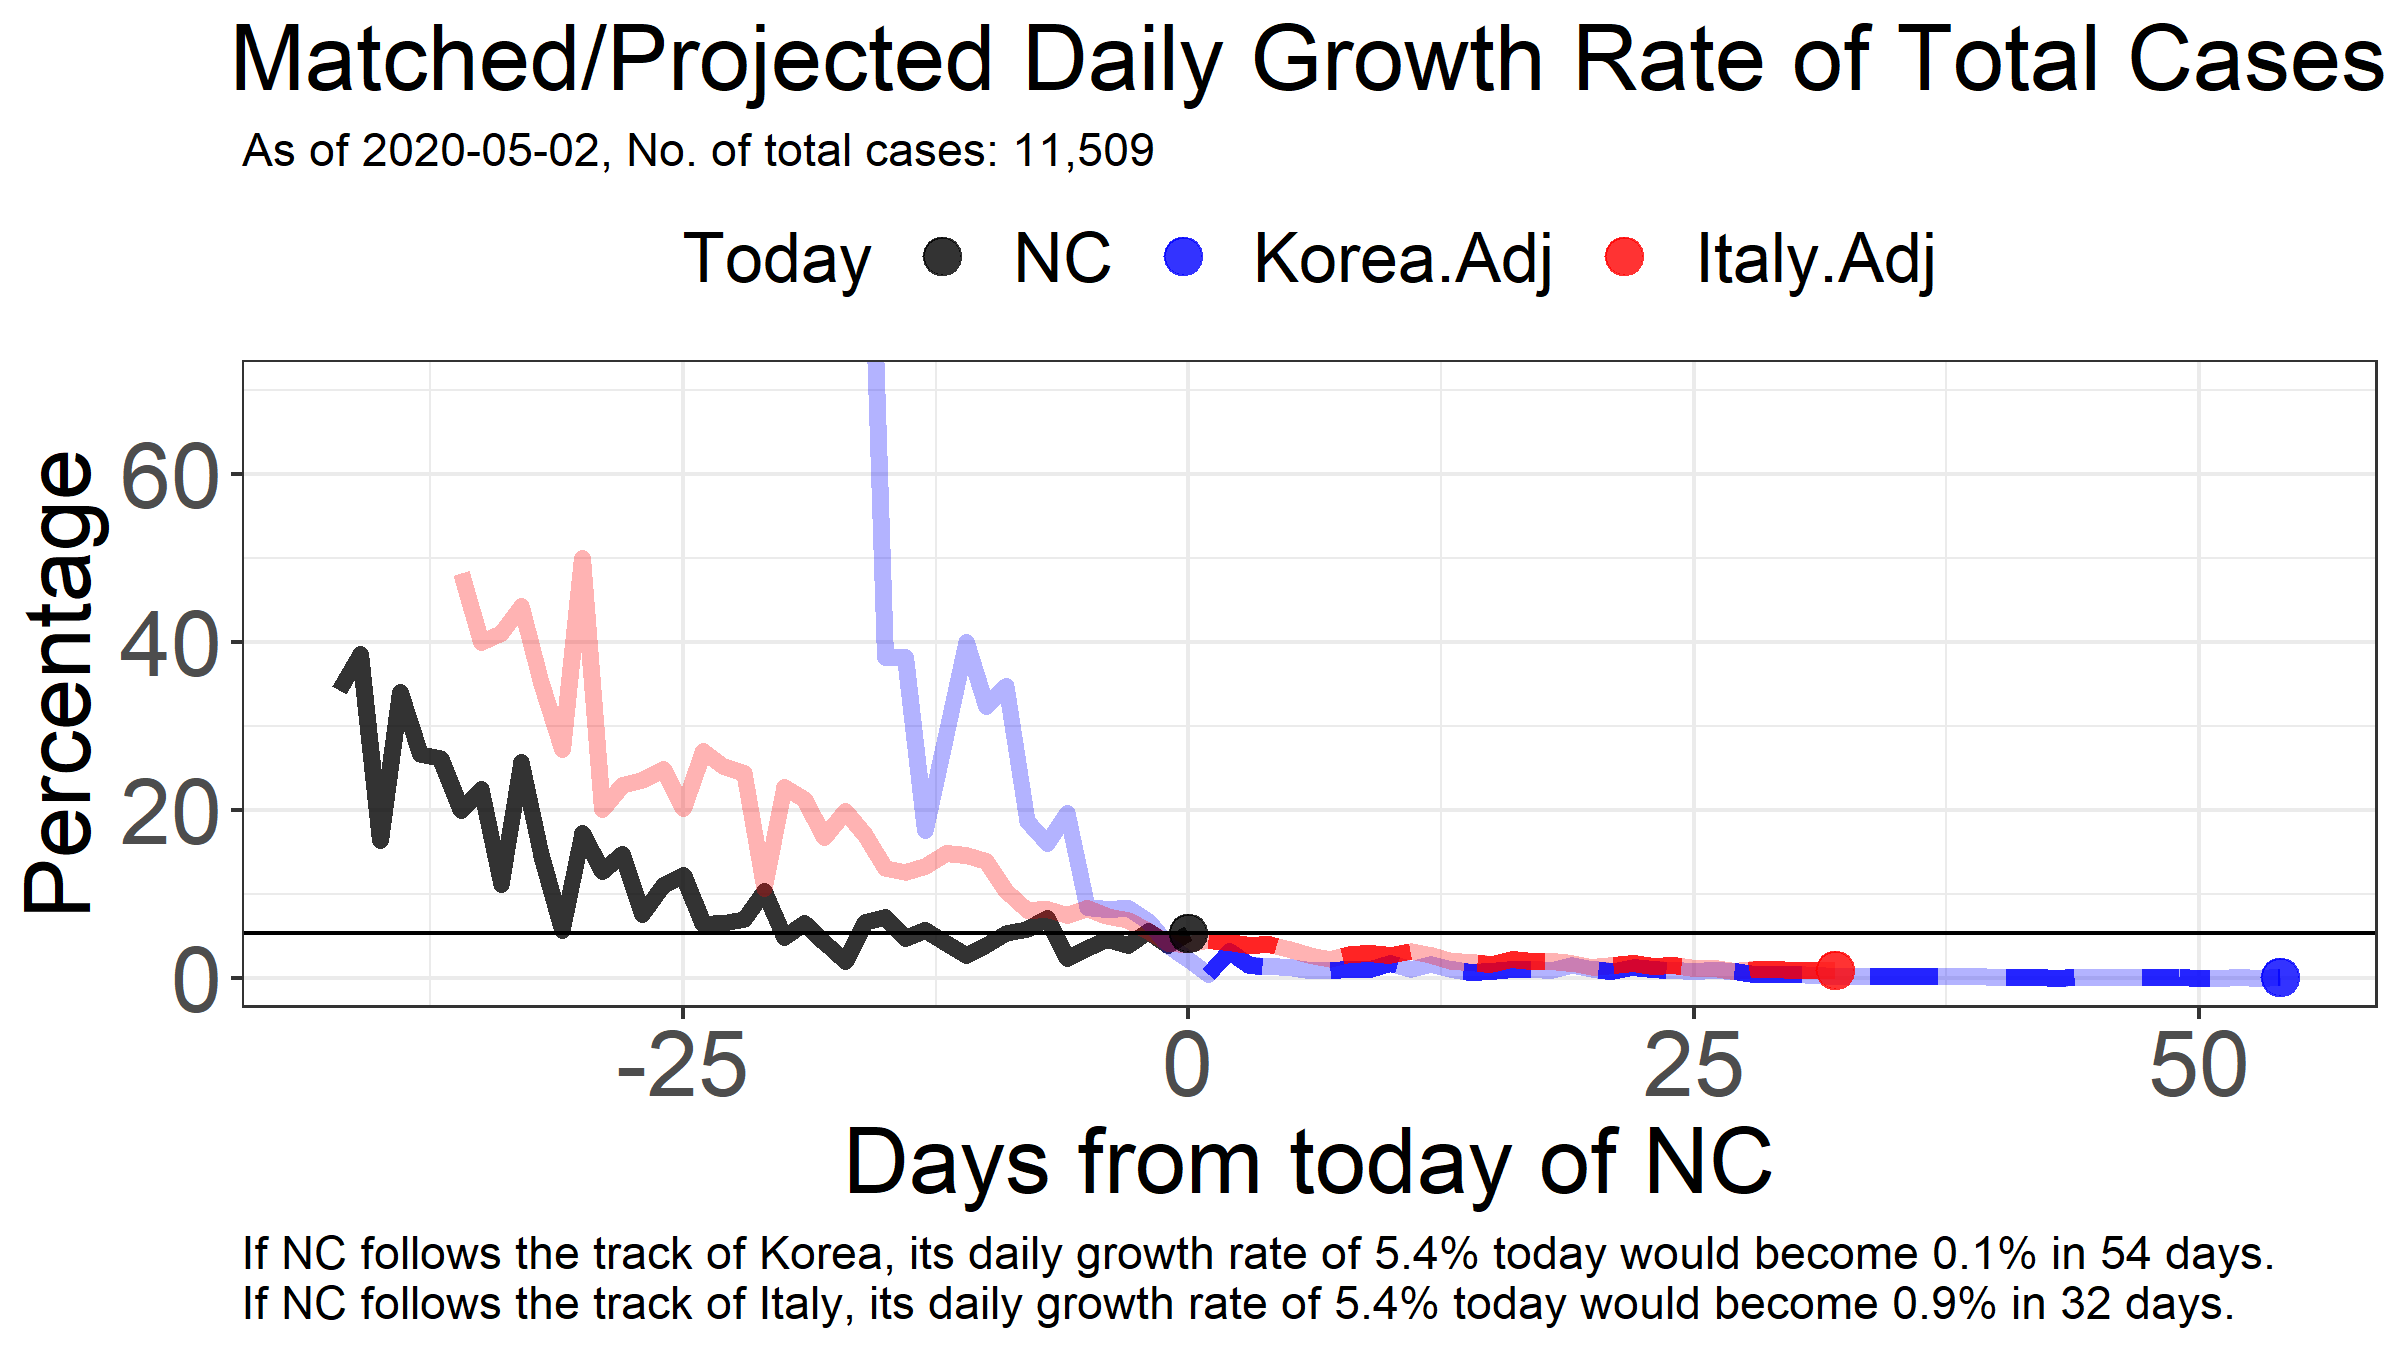 Matched/Projected Daily Growth Rate of Total Cases
As of 2020-05-02, No. of total cases: 11,509
Today NC Korea.Adj Italy.Adj
Percentage
60
40
20
0
-25 0 25 50
Days from today of NC
If NC follows the track of Korea, its daily growth rate of 5.4% today would become 0.1% in 54 days.
If NC follows the track of Italy, its daily growth rate of 5.4% today would become 0.9% in 32 days.